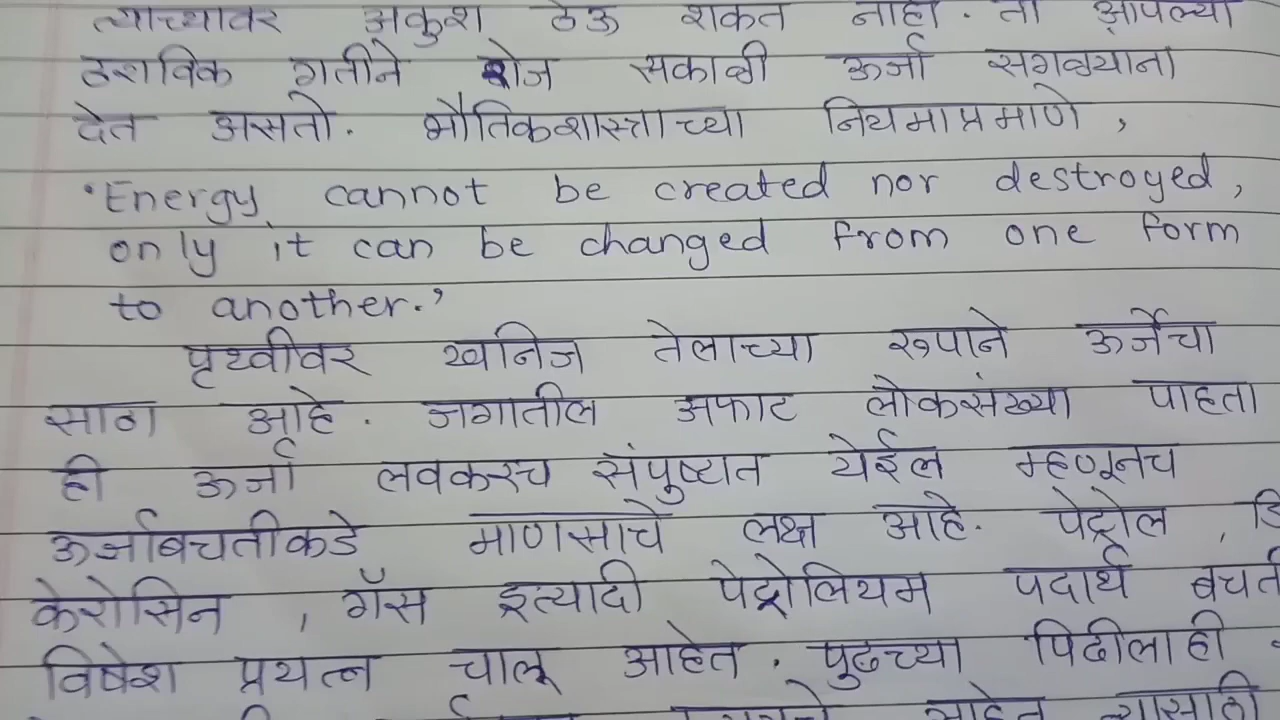 त्याच्यावर अंकुश ठेऊ शकत नाही. तो आपल्या
ठराविक गतीने रोज सकाळी ऊर्जा सगळ्यांना
देत असतो. भौतिकशास्त्राच्या नियमाप्रमाणे,
'Energy cannot be created nor destroyed,
only it can be changed from one form
to another.'
पृथ्वीवर खनिज तेलाच्या रुपाने ऊर्जेचा
साठा आहे. जगातील अफाट लोकसंख्या पाहता
ही ऊर्जा लवकरच संपुष्टात येईल म्हणूनच
ऊर्जाबचतीकडे माणसाचे लक्ष आहे. पेट्रोल,
केरोसिन, गॅस इत्यादी पेट्रोलियम पदार्थ
विषेश प्रयत्न चालू आहेत. पुढच्या पिढीलाही